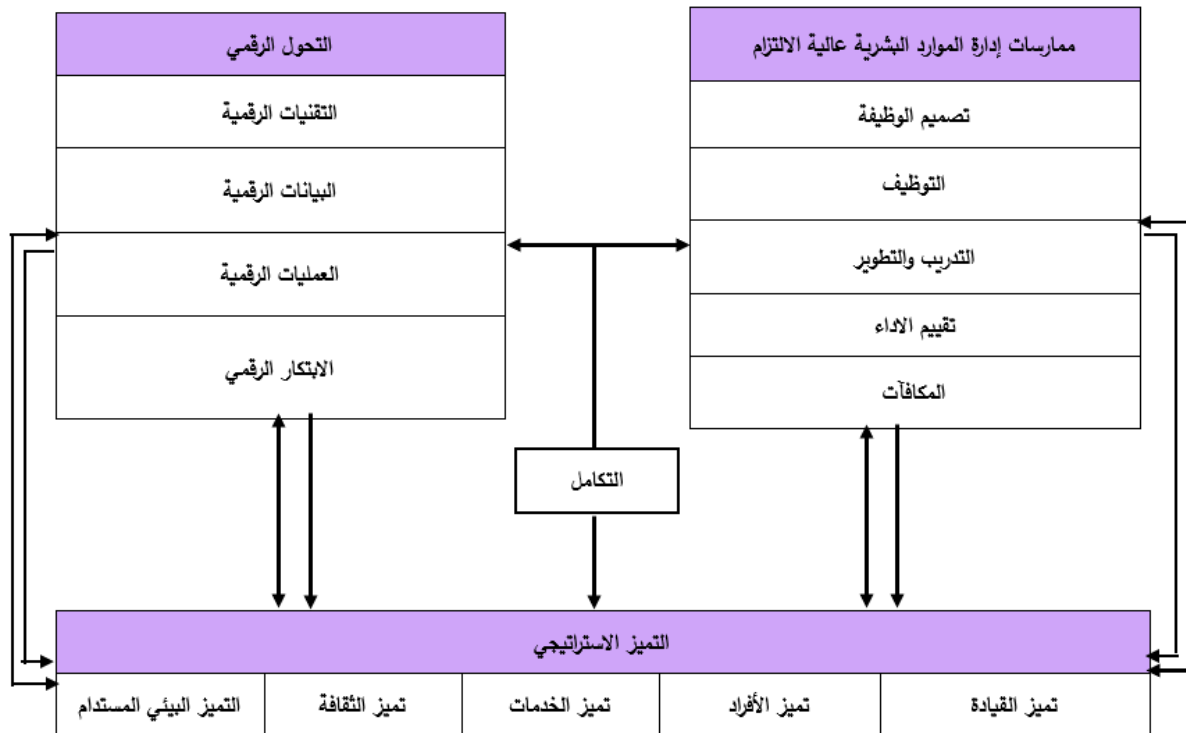 ممارسات إدارة الموارد البشرية عالية الالتزام
تصميم الوظيفة
التوظيف
التدريب والتطوير
تقييم الاداء
المكافآت
التحول الرقمي
التقنيات الرقمية
البيانات الرقمية
العمليات الرقمية
الابتكار الرقمي
التكامل
التميز الاستراتيجي
تميز القيادة
تميز الأفراد
تميز الخدمات
تميز الثقافة
التميز البيئي المستدام